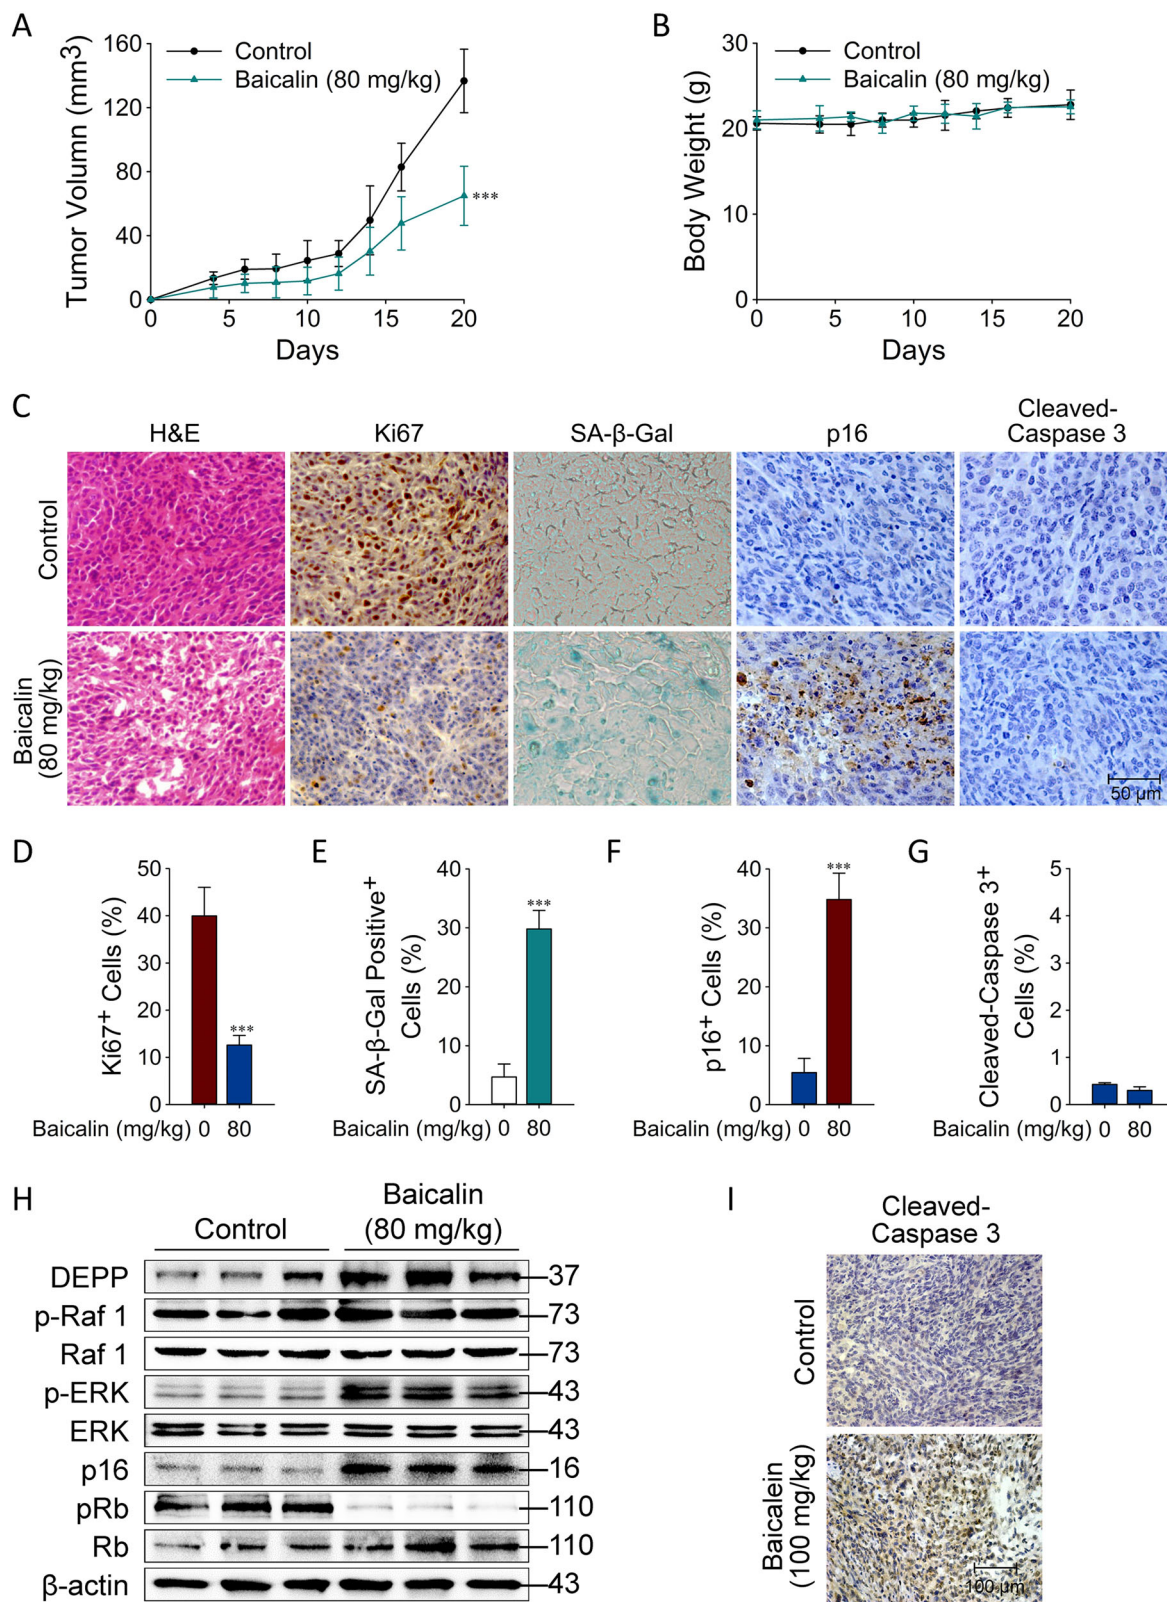 A
160
120
80
40
0
Tumor Volumn (mm3)
Control
Baicalin (80 mg/kg)
***
0 5 10 15 20
Days
B
30
20
10
0
Body Weight (g)
Control
Baicalin (80 mg/kg)
0 5 10 15 20
Days
C
H&E
Ki67
SA-β-Gal
p16
Cleaved-
Caspase 3
Control
Baicalin
(80 mg/kg)
50 µm
D
50
40
30
20
10
0
Ki67+ Cells (%)
***
Baicalin (mg/kg) 0 80
E
40
30
20
10
0
SA-β-Gal Positive+
Cells (%)
***
Baicalin (mg/kg) 0 80
F
40
30
20
10
0
p16+ Cells (%)
***
Baicalin (mg/kg) 0 80
G
5
4
3
2
1
0
Cleaved-Caspase 3+
Cells (%)
Baicalin (mg/kg) 0 80
H
Control
Baicalin
(80 mg/kg)
DEPP 37
p-Raf 1 73
Raf 1 73
p-ERK 43
ERK 43
p16 16
pRb 110
Rb 110
β-actin 43
I
Cleaved-
Caspase 3
Control
Baicalein
(100 mg/kg)
100 µm